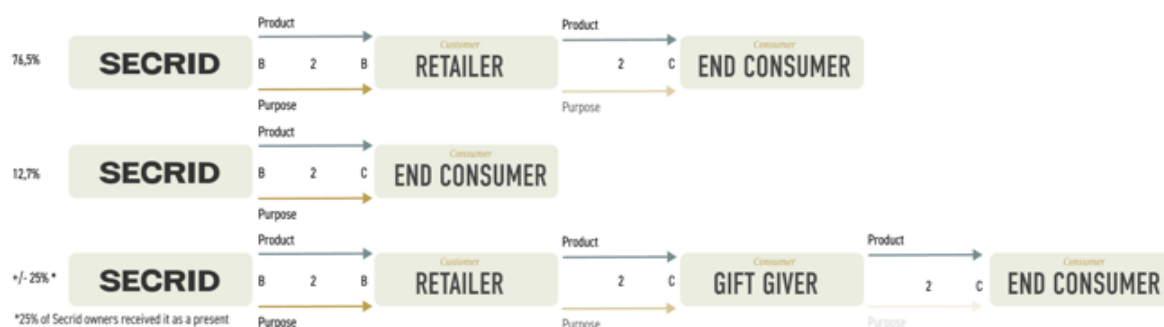 Product
Product
76,5%
SECRID
B 2 B
Customer
RETAILER
2 C
Consumer
END CONSUMER
Purpose
Purpose
Product
12,7%
SECRID
B 2 C
Consumer
END CONSUMER
Purpose
Product
Product
Product
+/- 25% *
SECRID
B 2 B
Customer
RETAILER
2 C
Consumer
GIFT GIVER
2 C
Consumer
END CONSUMER
*25% of Secrid owners received it as a present
Purpose
Purpose
Purpose